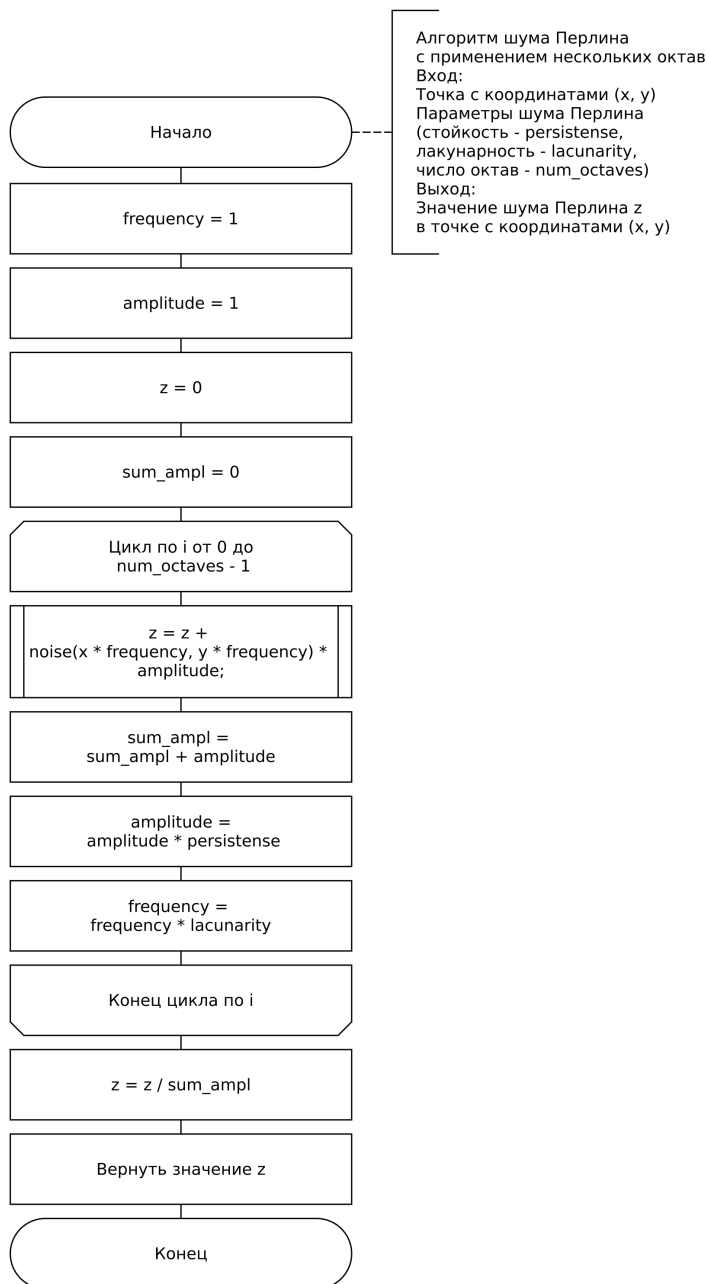 Алгоритм шума Перлина
с применением нескольких октав
Вход:
Точка с координатами (x, y)
Параметры шума Перлина
(стойкость - persistense,
лакунарность - lacunarity,
число октав - num_octaves)
Выход:
Значение шума Перлина z
в точке с координатами (x, y)
Начало
frequency = 1
amplitude = 1
z = 0
sum_ampl = 0
Цикл по i от 0 до
num_octaves - 1
z = z +
noise(x * frequency, y * frequency) *
amplitude;
sum_ampl =
sum_ampl + amplitude
amplitude =
amplitude * persistense
frequency =
frequency * lacunarity
Конец цикла по i
z = z / sum_ampl
Вернуть значение z
Конец